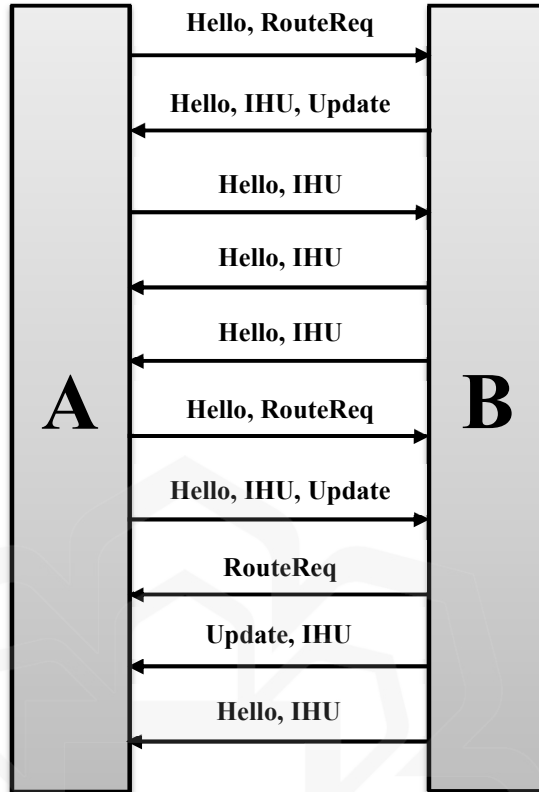 Hello, RouteReq
Hello, IHU, Update
Hello, IHU
Hello, IHU
Hello, IHU
A
B
Hello, RouteReq
Hello, IHU, Update
RouteReq
Update, IHU
Hello, IHU